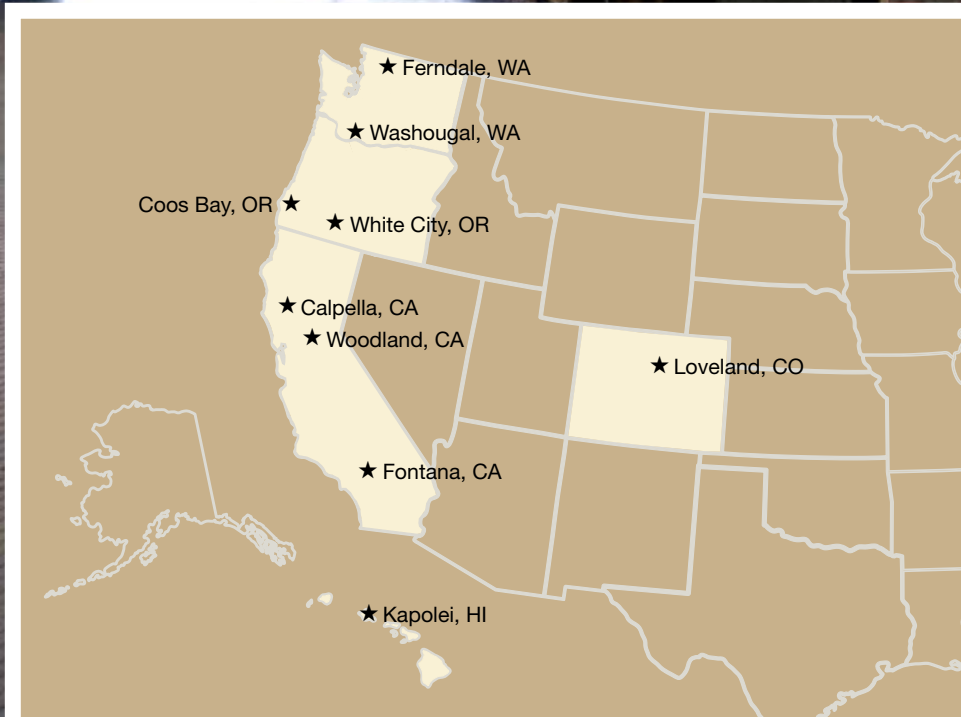 Ferndale, WA
Washougal, WA
Coos Bay, OR
White City, OR
Calpella, CA
Woodland, CA
Loveland, CO
Fontana, CA
Kapolei, HI